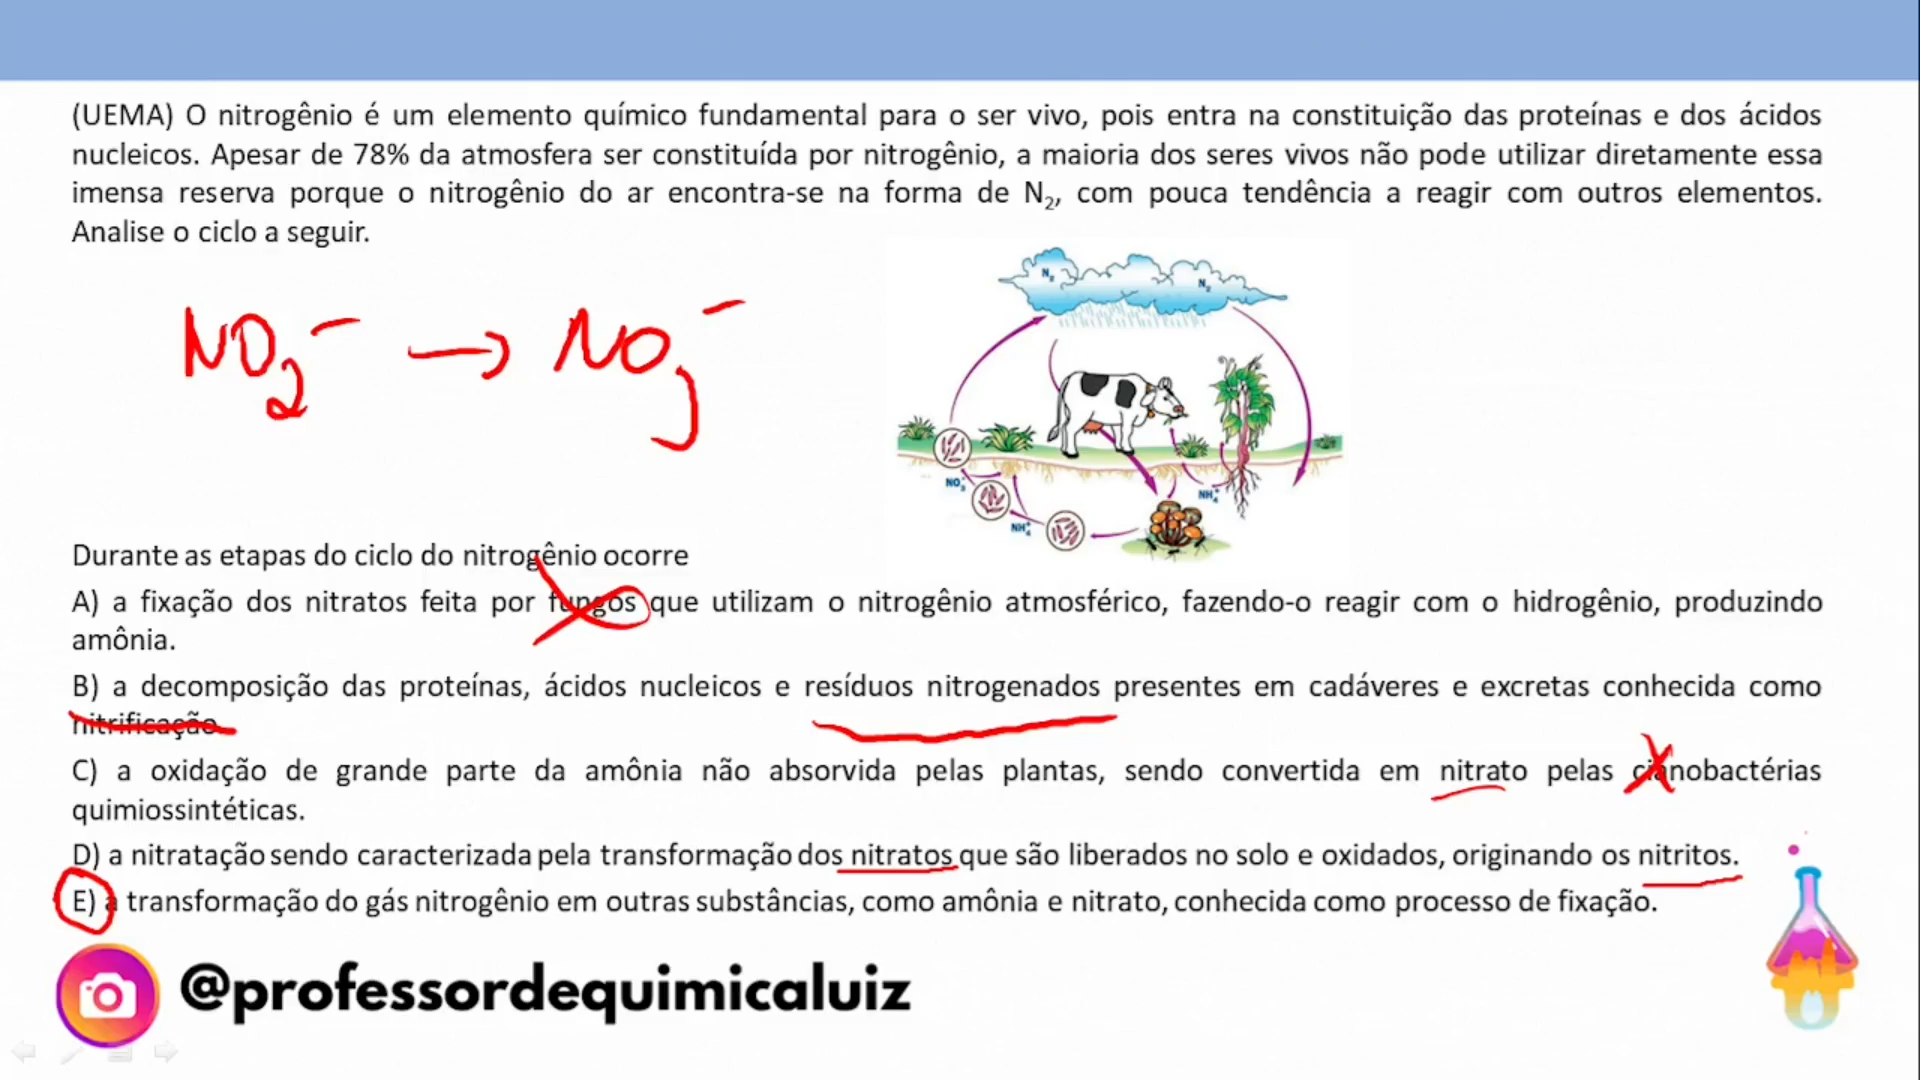 (UEMA) O nitrogênio é um elemento químico fundamental para o ser vivo, pois entra na constituição das proteínas e dos ácidos
nucleicos. Apesar de 78% da atmosfera ser constituída por nitrogênio, a maioria dos seres vivos não pode utilizar diretamente essa
imensa reserva porque o nitrogênio do ar encontra-se na forma de N₂, com pouca tendência a reagir com outros elementos.
Analise o ciclo a seguir.
N₂ N₂
NO₂⁻ → NO₃⁻
NO₃⁻
NH₄⁺
NH₄⁺
Durante as etapas do ciclo do nitrogênio ocorre
A) a fixação dos nitratos feita por fungos que utilizam o nitrogênio atmosférico, fazendo-o reagir com o hidrogênio, produzindo
amônia.
B) a decomposição das proteínas, ácidos nucleicos e resíduos nitrogenados presentes em cadáveres e excretas conhecida como
nitrificação.
C) a oxidação de grande parte da amônia não absorvida pelas plantas, sendo convertida em nitrato pelas cianobactérias
quimiossintéticas.
D) a nitratação sendo caracterizada pela transformação dos nitratos que são liberados no solo e oxidados, originando os nitritos.
E) a transformação do gás nitrogênio em outras substâncias, como amônia e nitrato, conhecida como processo de fixação.
@professordequimicaluiz